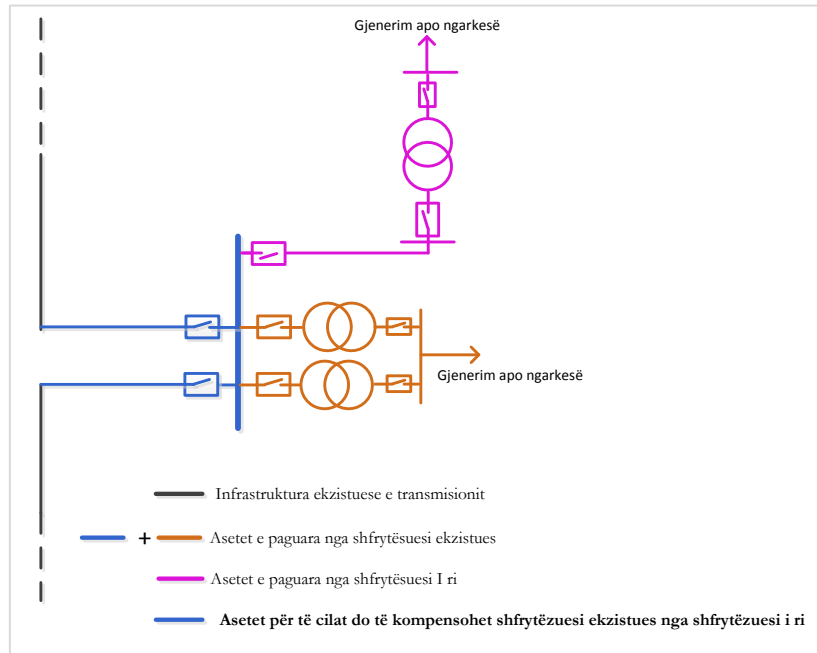 Gjenerim apo ngarkesë
Gjenerim apo ngarkesë
Infrastruktura ekzistuese e transmisionit
+ Asetet e paguara nga shfrytësuesi ekzistues
Asetet e paguara nga shfrytësuesi I ri
Asetet për të cilat do të kompensohet shfrytëzuesi ekzistues nga shfrytëzuesi i ri